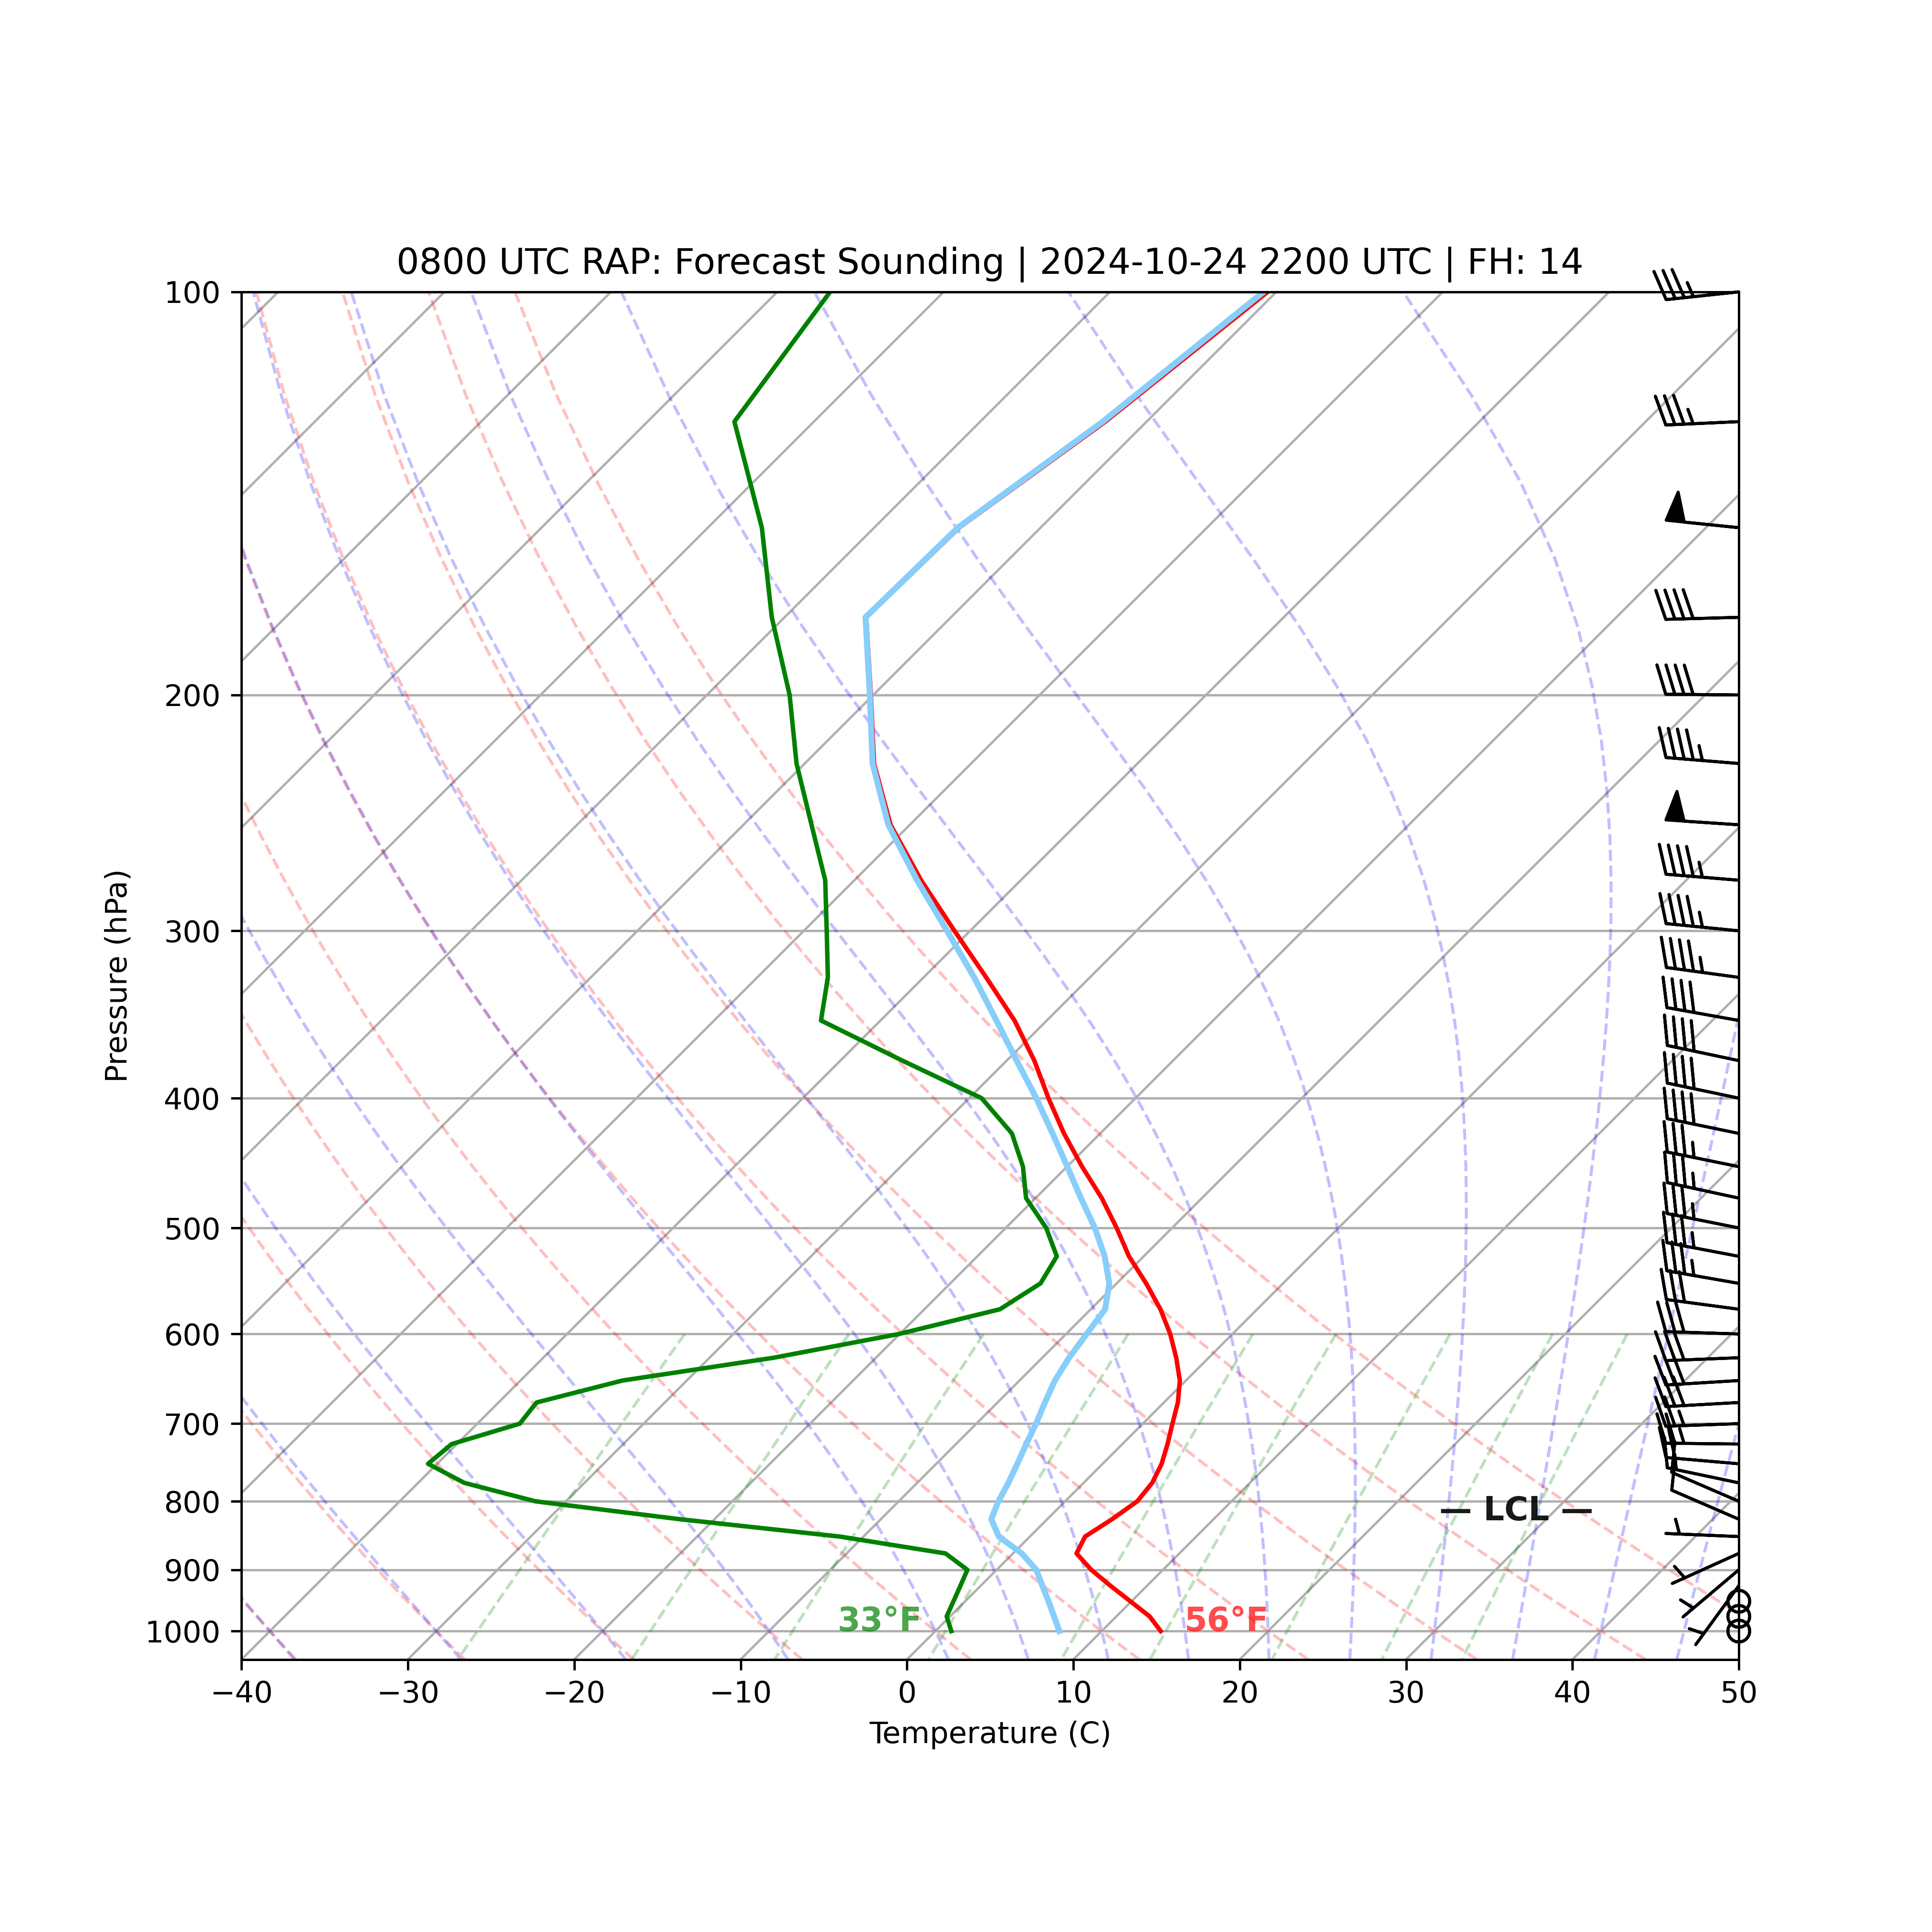 0800 UTC RAP: Forecast Sounding | 2024-10-24 2200 UTC | FH: 14
100
200
300
400
500
600
700
800
900
1000
Pressure (hPa)
— LCL —
33°F
56°F
−40 −30 −20 −10 0 10 20 30 40 50
Temperature (C)